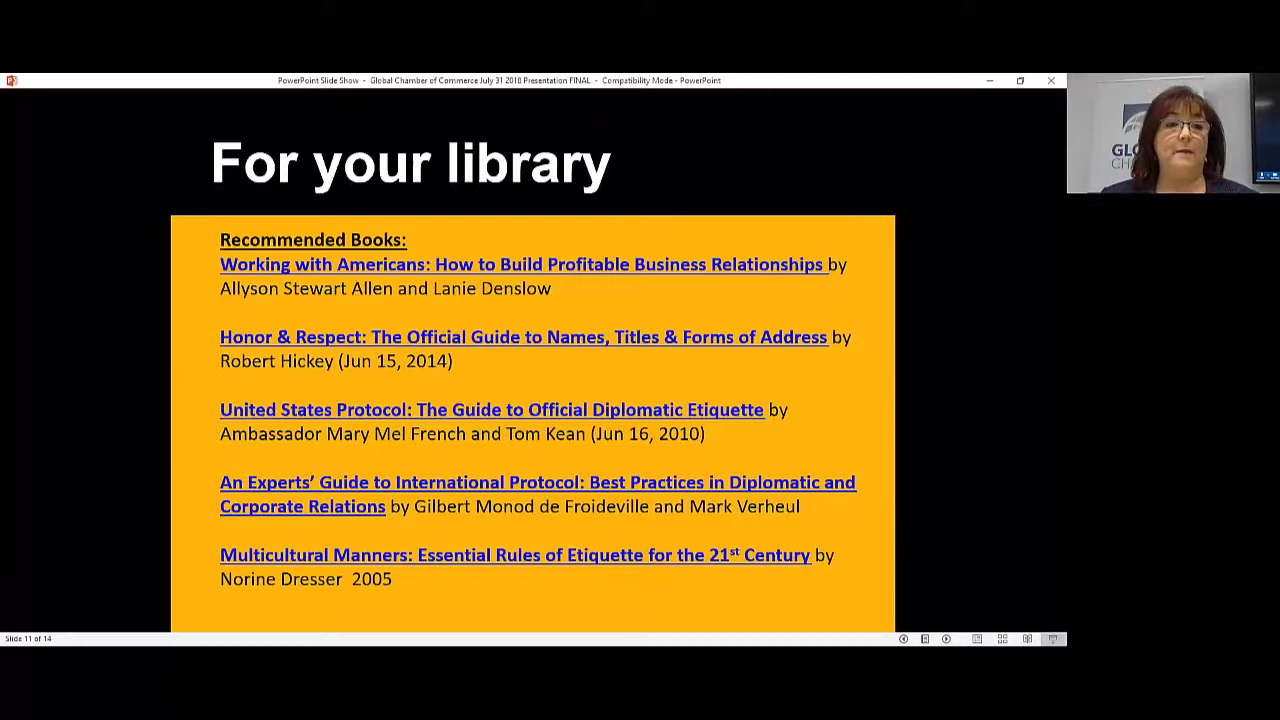 PowerPoint Slide Show - Global Chamber of Commerce July 31 2018 Presentation FINAL - Compatibility Mode - PowerPoint
For your library
Recommended Books:
Working with Americans: How to Build Profitable Business Relationships by
Allyson Stewart Allen and Lanie Denslow
Honor & Respect: The Official Guide to Names, Titles & Forms of Address by
Robert Hickey (Jun 15, 2014)
United States Protocol: The Guide to Official Diplomatic Etiquette by
Ambassador Mary Mel French and Tom Kean (Jun 16, 2010)
An Experts’ Guide to International Protocol: Best Practices in Diplomatic and
Corporate Relations by Gilbert Monod de Froideville and Mark Verheul
Multicultural Manners: Essential Rules of Etiquette for the 21st Century by
Norine Dresser 2005
Slide 11 of 14